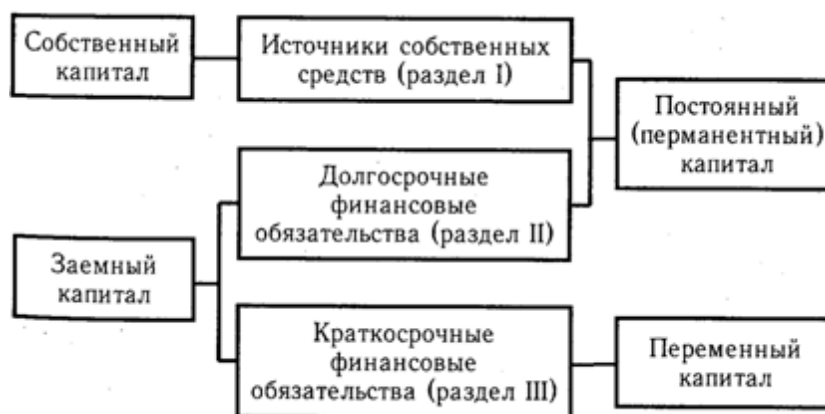 Собственный
капитал
Источники собственных
средств (раздел I)
Постоянный
(перманентный)
капитал
Долгосрочные
финансовые
обязательства (раздел II)
Заемный
капитал
Краткосрочные
финансовые
обязательства (раздел III)
Переменный
капитал